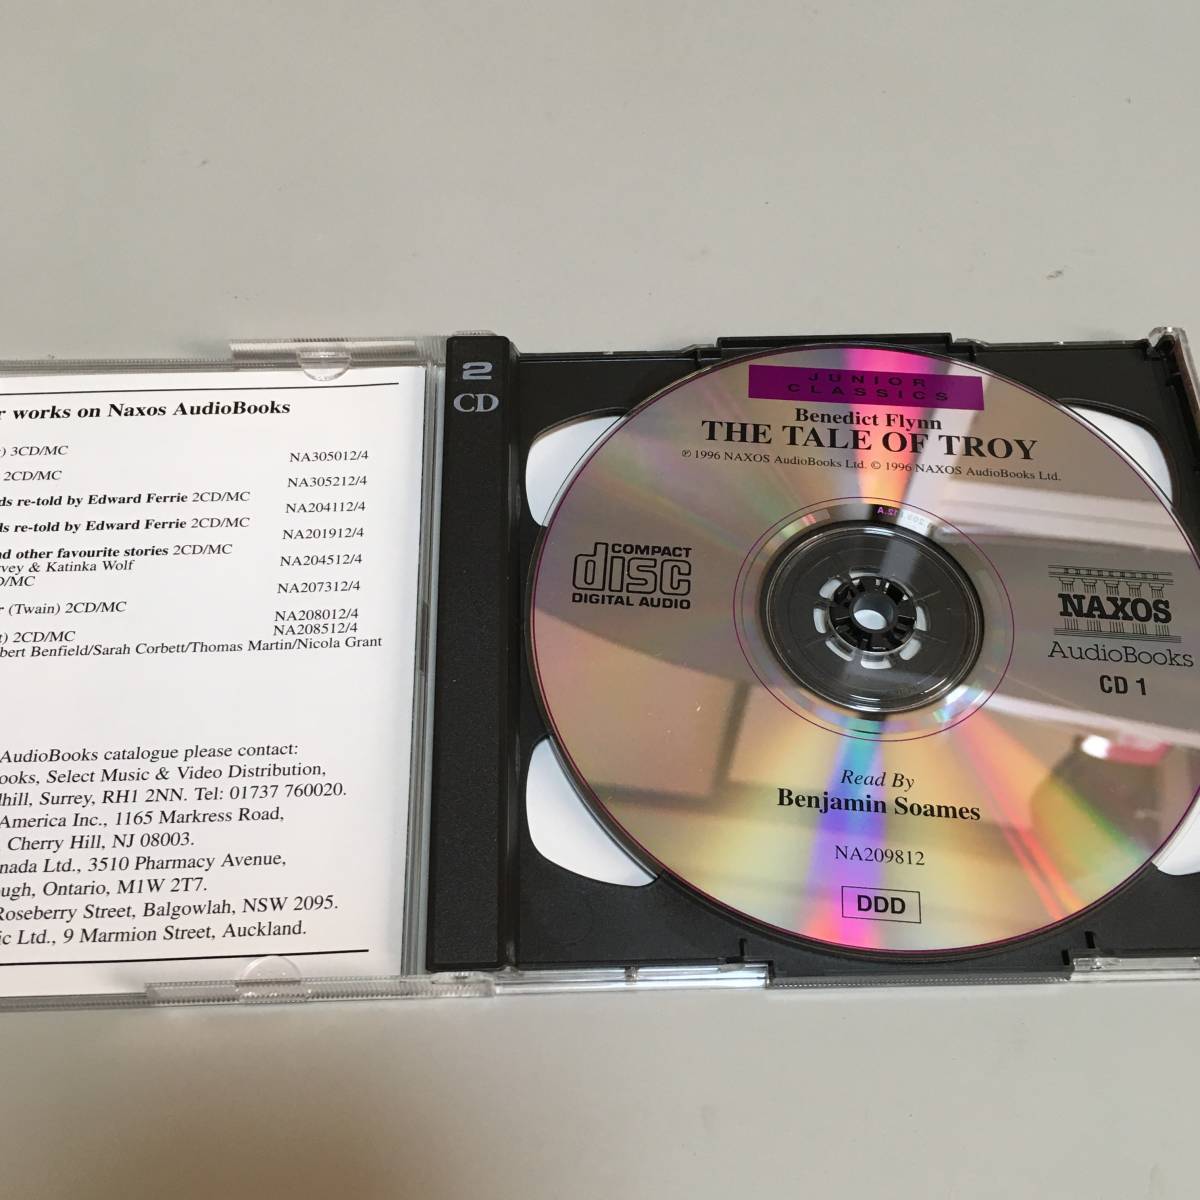 r works on Naxos AudioBooks
) 3CD/MC NA305012/4
2CD/MC NA305212/4
ds re-told by Edward Ferrie 2CD/MC NA204112/4
ds re-told by Edward Ferrie 2CD/MC NA201912/4
nd other favourite stories 2CD/MC NA204512/4
vey & Katinka Wolf
D/MC NA207312/4
r (Twain) 2CD/MC NA208012/4
t) 2CD/MC NA208512/4
bert Benfield/Sarah Corbett/Thomas Martin/Nicola Grant
AudioBooks catalogue please contact:
ooks, Select Music & Video Distribution,
dhill, Surrey, RH1 2NN. Tel: 01737 760020.
America Inc., 1165 Markress Road,
, Cherry Hill, NJ 08003.
nada Ltd., 3510 Pharmacy Avenue,
ough, Ontario, M1W 2T7.
Roseberry Street, Balgowlah, NSW 2095.
ic Ltd., 9 Marmion Street, Auckland.
2
CD
JUNIOR
CLASSICS
Benedict Flynn
THE TALE OF TROY
℗ 1996 NAXOS AudioBooks Ltd. © 1996 NAXOS AudioBooks Ltd.
COMPACT
disc
DIGITAL AUDIO
NAXOS
AudioBooks
CD 1
Read By
Benjamin Soames
NA209812
DDD